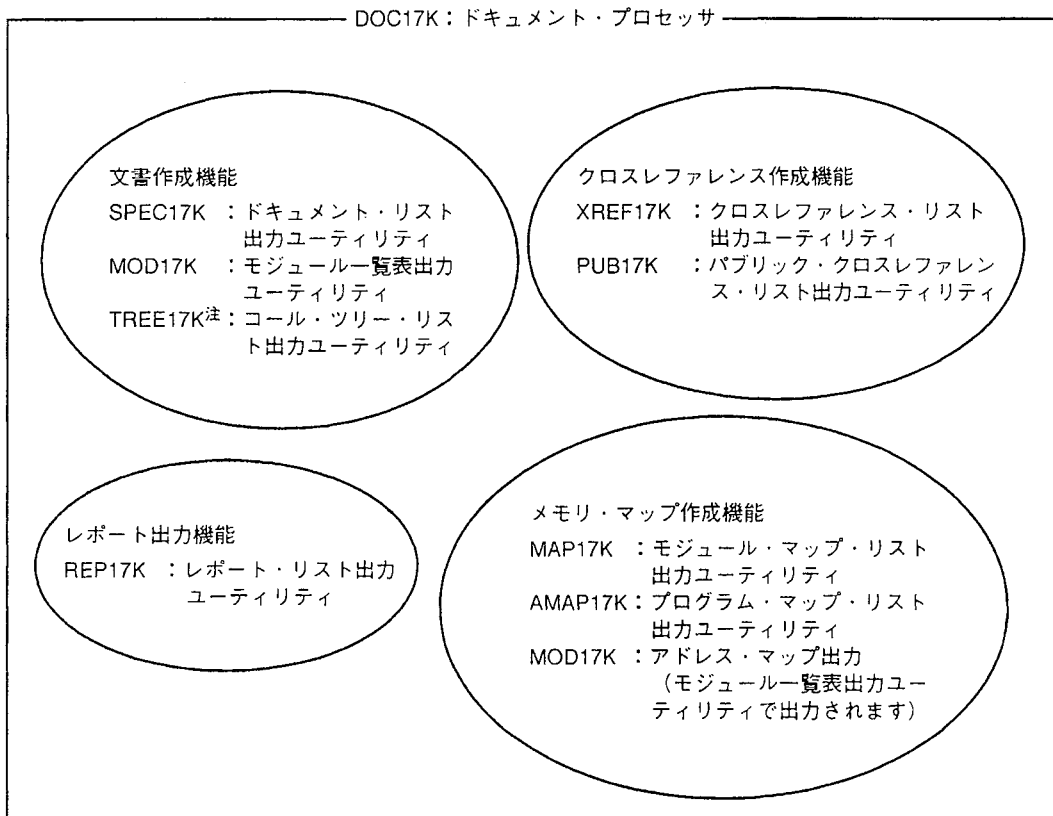 DOC17K：ドキュメント・プロセッサ
文書作成機能
SPEC17K ：ドキュメント・リスト
出力ユーティリティ
MOD17K ：モジュール一覧表出力
ユーティリティ
TREE17K注：コール・ツリー・リス
ト出力ユーティリティ
クロスレファレンス作成機能
XREF17K ：クロスレファレンス・リスト
出力ユーティリティ
PUB17K ：パブリック・クロスレファレン
ス・リスト出力ユーティリティ
レポート出力機能
REP17K ：レポート・リスト出力
ユーティリティ
メモリ・マップ作成機能
MAP17K ：モジュール・マップ・リスト
出力ユーティリティ
AMAP17K：プログラム・マップ・リスト
出力ユーティリティ
MOD17K ：アドレス・マップ出力
（モジュール一覧表出力ユー
ティリティで出力されます）